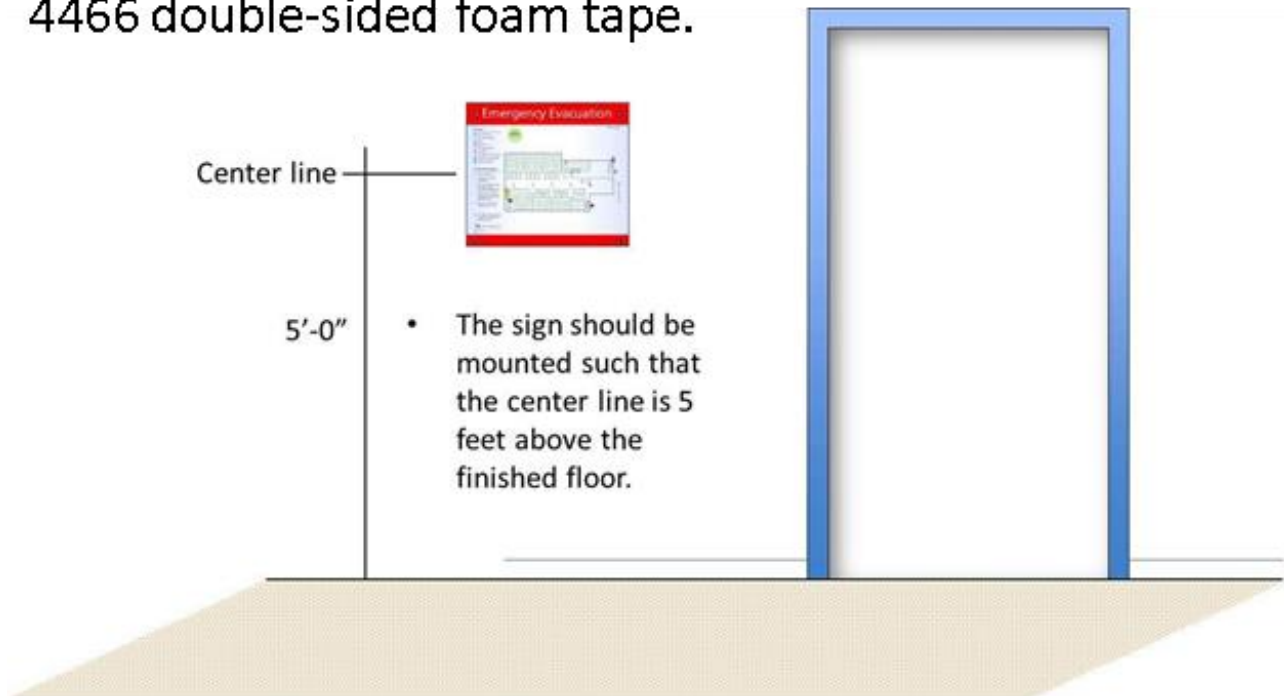 4466 double-sided foam tape.
Emergency Evacuation
Center line
5’-0”
• The sign should be
mounted such that
the center line is 5
feet above the
finished floor.